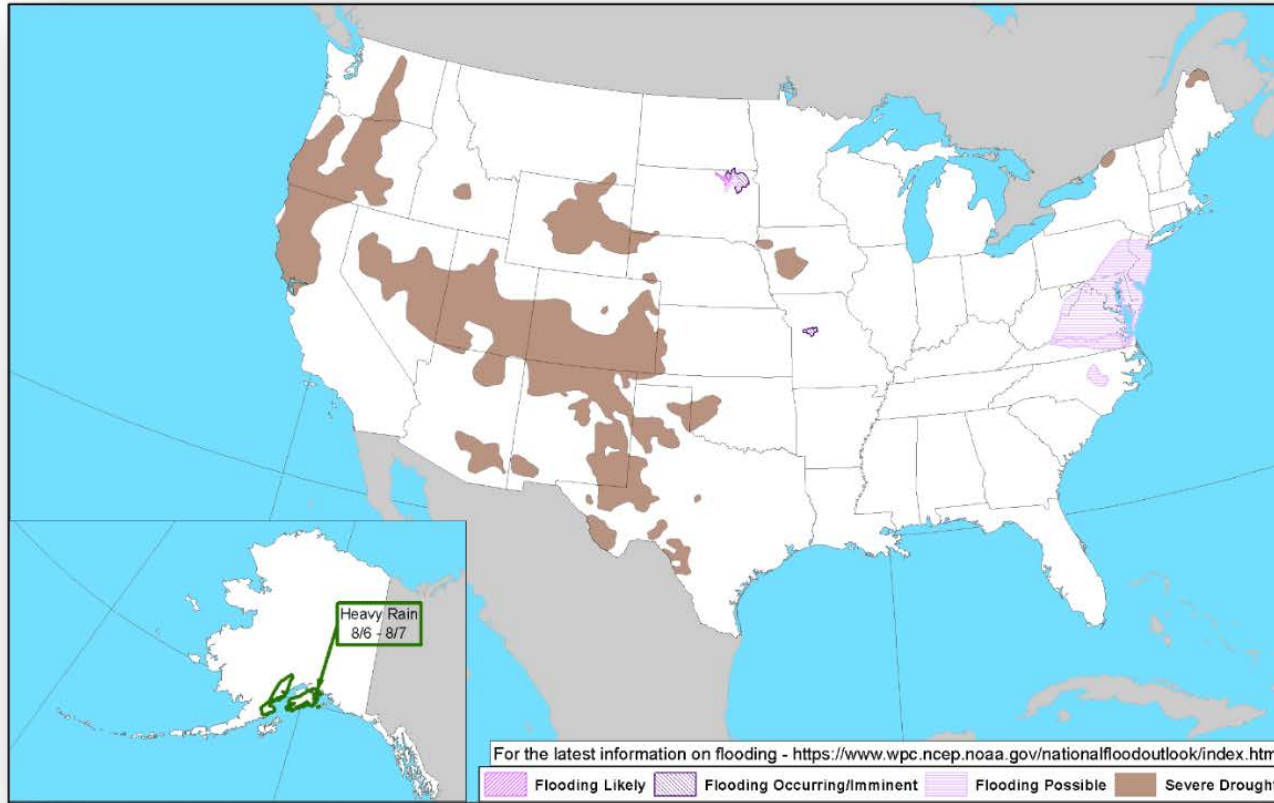 Heavy Rain
8/6 - 8/7
For the latest information on flooding - https://www.wpc.ncep.noaa.gov/nationalfloodoutlook/index.htm
Flooding Likely
Flooding Occurring/Imminent
Flooding Possible
Severe Drought